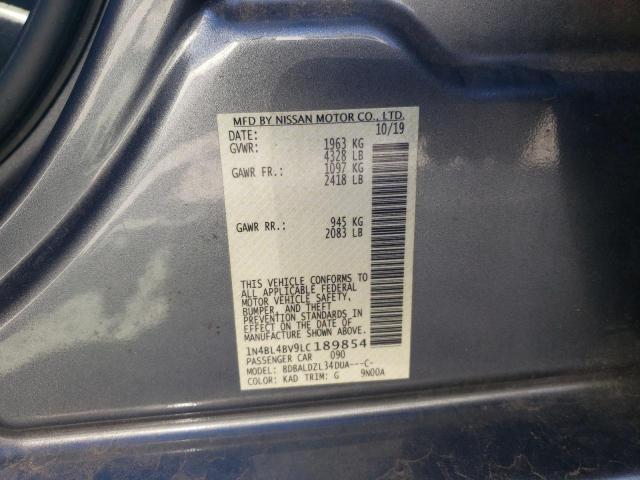 MFD BY NISSAN MOTOR CO., LTD.
DATE: 10/19
GVWR: 1963 KG
4328 LB
GAWR FR.: 1097 KG
2418 LB
GAWR RR.: 945 KG
2083 LB
THIS VEHICLE CONFORMS TO
ALL APPLICABLE FEDERAL
MOTOR VEHICLE SAFETY,
BUMPER, AND THEFT
PREVENTION STANDARDS IN
EFFECT ON THE DATE OF
MANUFACTURE SHOWN ABOVE.
1N4BL4BV9LC189854
PASSENGER CAR 090
MODEL: BDBALDZL34DUA---C-
COLOR: KAD TRIM: G 9N00A